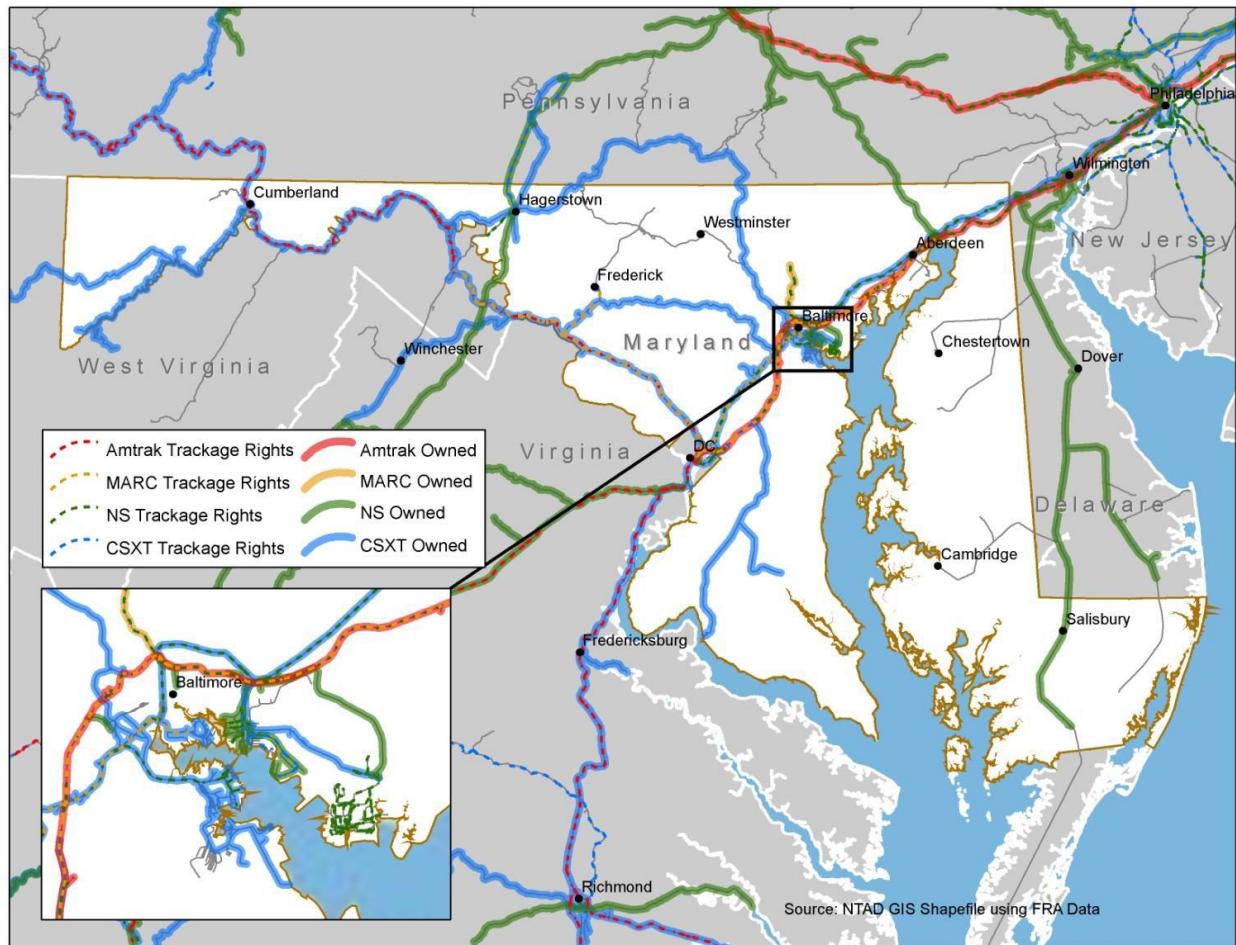 Pennsylvania
Philadelphia
Wilmington
Cumberland
Hagerstown
Westminster
New Jersey
Aberdeen
Frederick
Baltimore
Maryland
Chestertown
Winchester
West Virginia
Dover
Virginia
DC
Amtrak Trackage Rights
Amtrak Owned
MARC Trackage Rights
MARC Owned
NS Trackage Rights
NS Owned
CSXT Trackage Rights
CSXT Owned
Delaware
Cambridge
Salisbury
Fredericksburg
Baltimore
Richmond
Source: NTAD GIS Shapefile using FRA Data